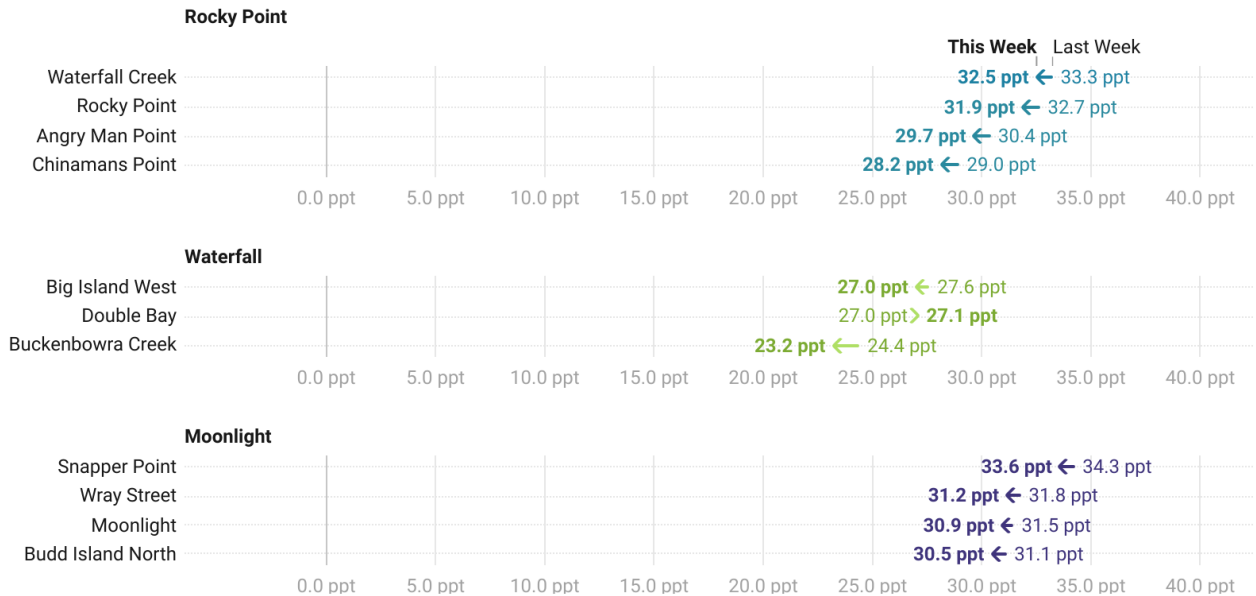 Rocky Point
This Week Last Week
Waterfall Creek 32.5 ppt 33.3 ppt
Rocky Point 31.9 ppt 32.7 ppt
Angry Man Point 29.7 ppt 30.4 ppt
Chinamans Point 28.2 ppt 29.0 ppt
0.0 ppt 5.0 ppt 10.0 ppt 15.0 ppt 20.0 ppt 25.0 ppt 30.0 ppt 35.0 ppt 40.0 ppt
Waterfall
Big Island West 27.0 ppt 27.6 ppt
Double Bay 27.0 ppt 27.1 ppt
Buckenbowra Creek 23.2 ppt 24.4 ppt
0.0 ppt 5.0 ppt 10.0 ppt 15.0 ppt 20.0 ppt 25.0 ppt 30.0 ppt 35.0 ppt 40.0 ppt
Moonlight
Snapper Point 33.6 ppt 34.3 ppt
Wray Street 31.2 ppt 31.8 ppt
Moonlight 30.9 ppt 31.5 ppt
Budd Island North 30.5 ppt 31.1 ppt
0.0 ppt 5.0 ppt 10.0 ppt 15.0 ppt 20.0 ppt 25.0 ppt 30.0 ppt 35.0 ppt 40.0 ppt